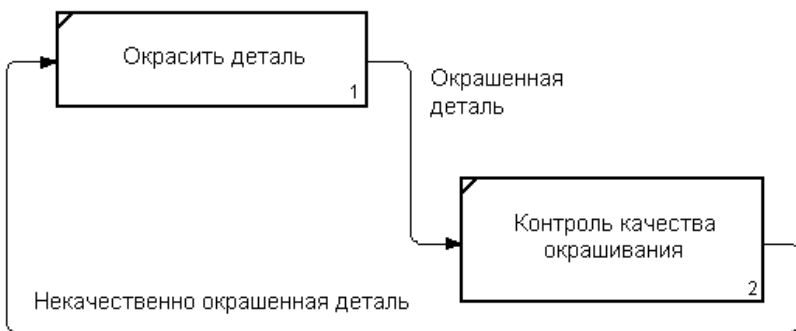 Окрасить деталь
1
Окрашенная
деталь
Контроль качества
окрашивания
2
Некачественно окрашенная деталь